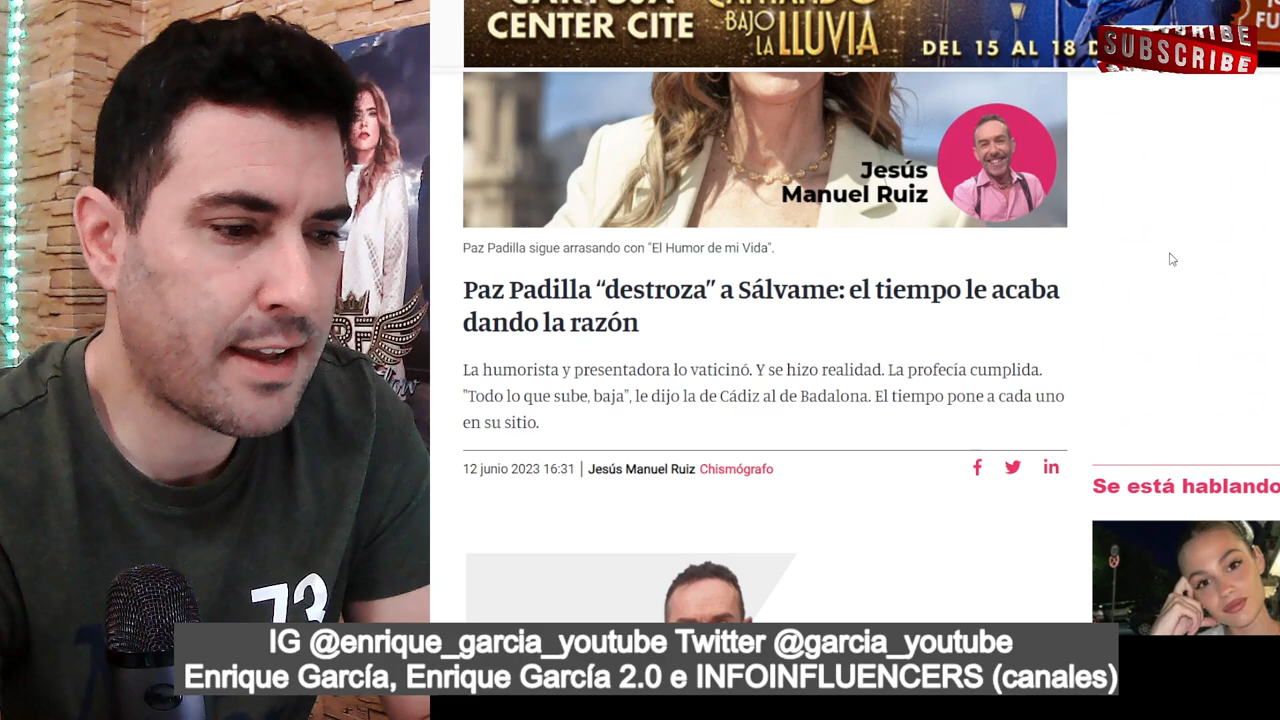 CARTUJA
CENTER CITE
CANTANDO
BAJO
LA LLUVIA
DEL 15 AL 18 D
SUBSCRIBE
Jesús
Manuel Ruiz
Paz Padilla sigue arrasando con "El Humor de mi Vida".
Paz Padilla “destroza” a Sálvame: el tiempo le acaba
dando la razón
La humorista y presentadora lo vaticinó. Y se hizo realidad. La profecía cumplida.
"Todo lo que sube, baja", le dijo la de Cádiz al de Badalona. El tiempo pone a cada uno
en su sitio.
12 junio 2023 16:31 | Jesús Manuel Ruiz Chismógrafo
Se está hablando
73
IG @enrique_garcia_youtube Twitter @garcia_youtube
Enrique García, Enrique García 2.0 e INFOINFLUENCERS (canales)